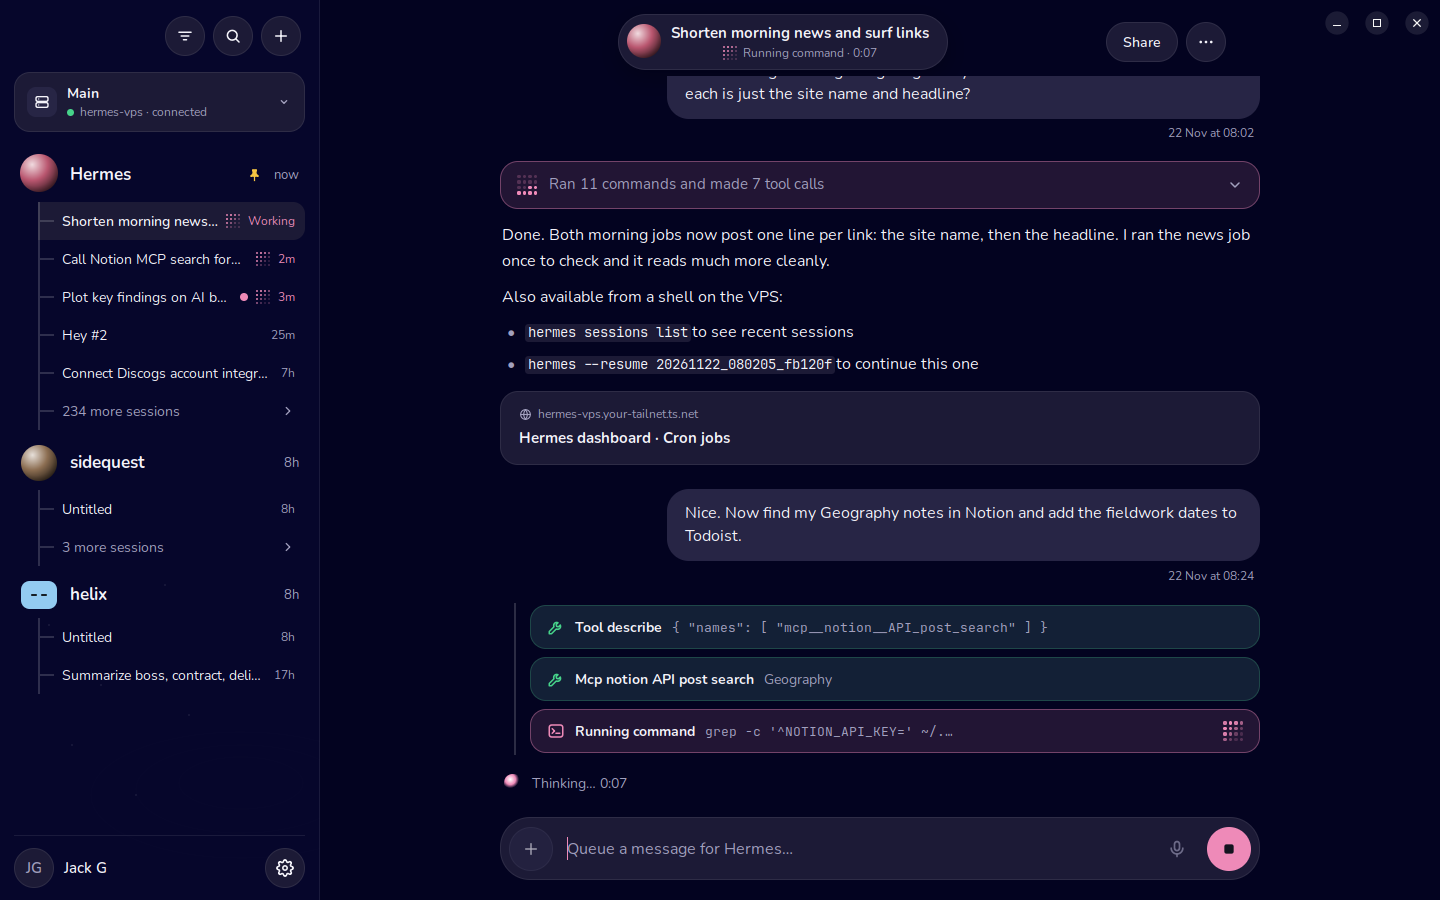 Main
hermes-vps · connected
Hermes
now
Shorten morning news...
Working
Call Notion MCP search for...
2m
Plot key findings on AI b...
3m
Hey #2
25m
Connect Discogs account integr...
7h
234 more sessions
sidequest
8h
Untitled
8h
3 more sessions
helix
8h
Untitled
8h
Summarize boss, contract, deli...
17h
JG
Jack G
Shorten morning news and surf links
Running command · 0:07
Share
each is just the site name and headline?
22 Nov at 08:02
Ran 11 commands and made 7 tool calls
Done. Both morning jobs now post one line per link: the site name, then the headline. I ran the news job
once to check and it reads much more cleanly.
Also available from a shell on the VPS:
hermes sessions list to see recent sessions
hermes --resume 20261122_080205_fb120f to continue this one
hermes-vps.your-tailnet.ts.net
Hermes dashboard · Cron jobs
Nice. Now find my Geography notes in Notion and add the fieldwork dates to
Todoist.
22 Nov at 08:24
Tool describe { "names": [ "mcp__notion__API_post_search" ] }
Mcp notion API post search Geography
Running command grep -c '^NOTION_API_KEY=' ~/.…
Thinking... 0:07
Queue a message for Hermes...